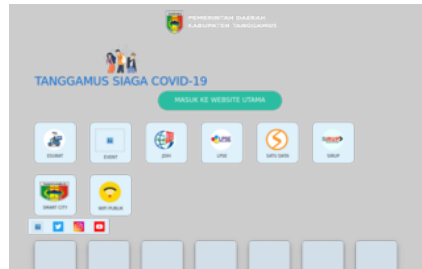 PEMERINTAH DAERAH
KABUPATEN TANGGAMUS
TANGGAMUS SIAGA COVID-19
MASUK KE WEBSITE UTAMA
EVENT
JDIH
LPSE
SATU DATA
SIRUP
SMART CITY
WIFI PUBLIK